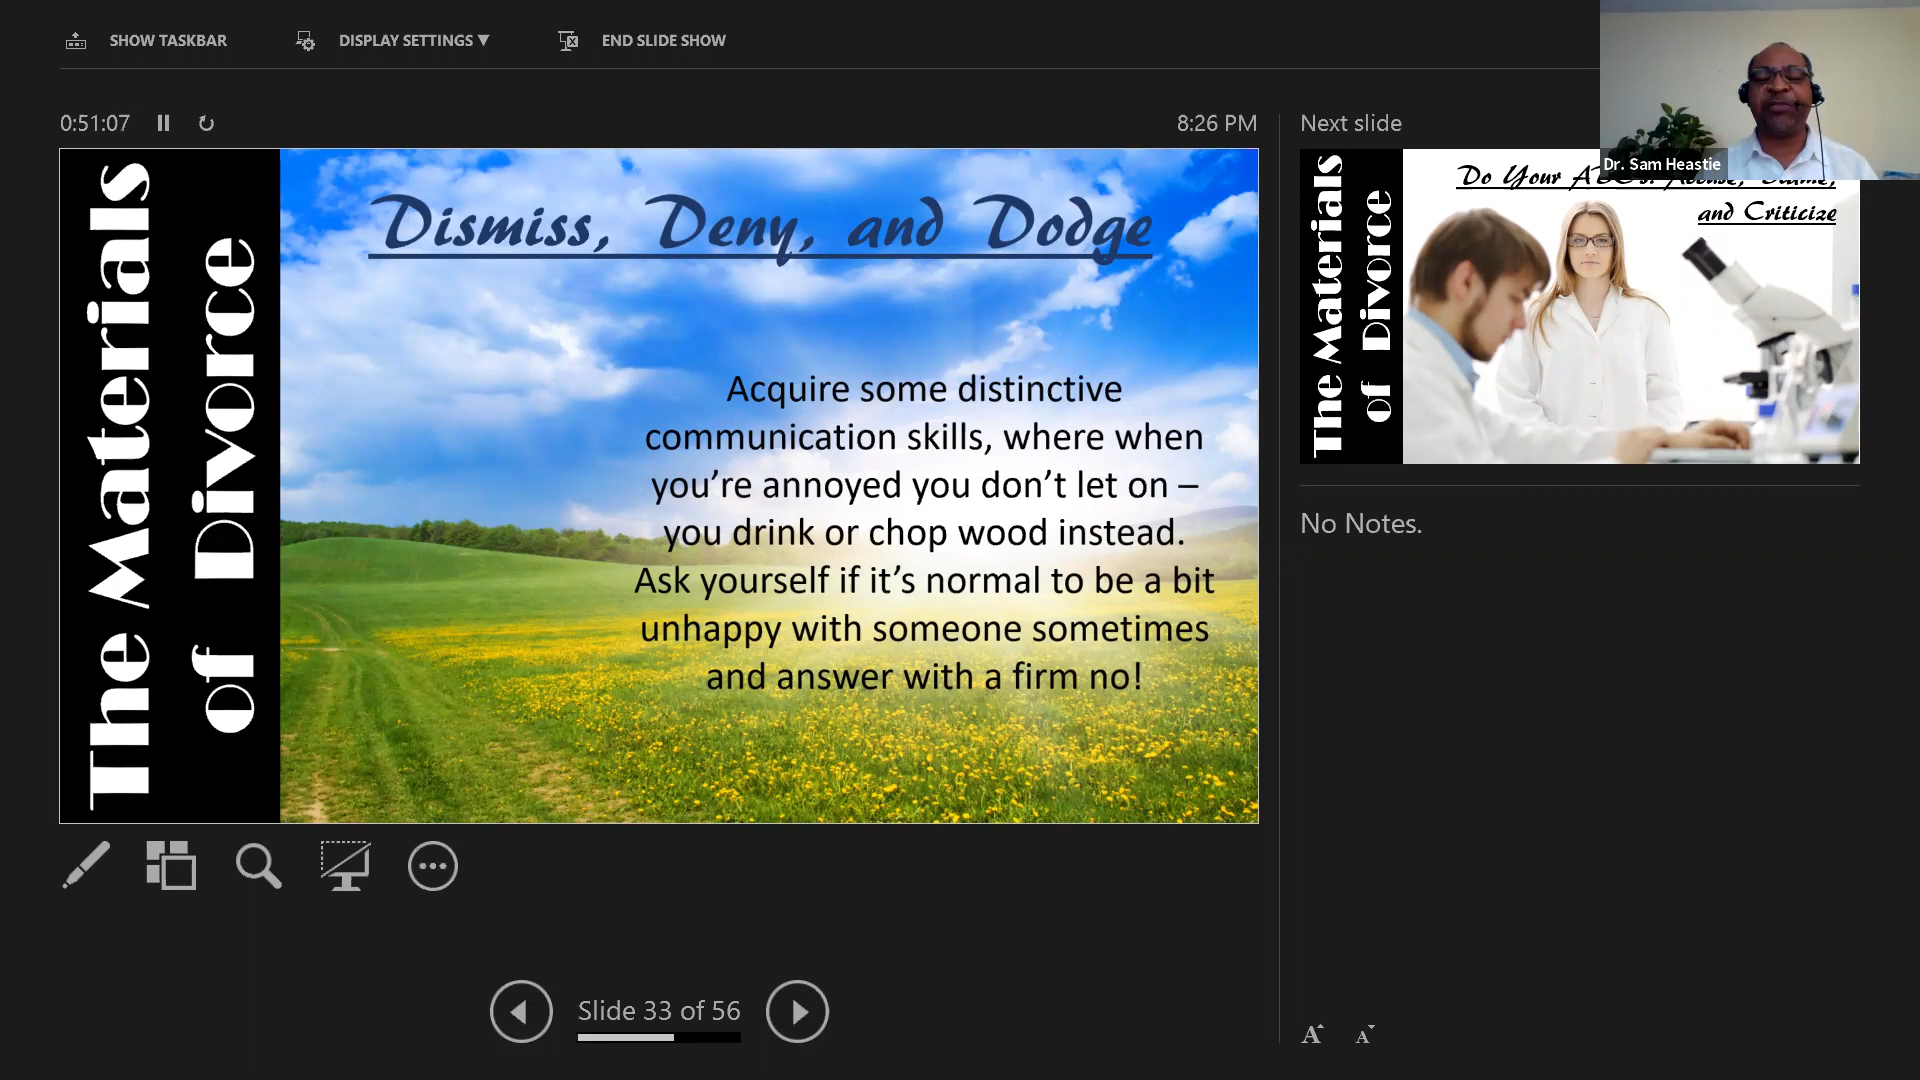 SHOW TASKBAR
DISPLAY SETTINGS ▼
END SLIDE SHOW
0:51:07
8:26 PM
Next slide
Dr. Sam Heastie
The Materials
of Divorce
Dismiss, Deny, and Dodge
Acquire some distinctive
communication skills, where when
you’re annoyed you don’t let on –
you drink or chop wood instead.
Ask yourself if it’s normal to be a bit
unhappy with someone sometimes
and answer with a firm no!
The Materials
of Divorce
Do Your
and Criticize
No Notes.
Slide 33 of 56
A A